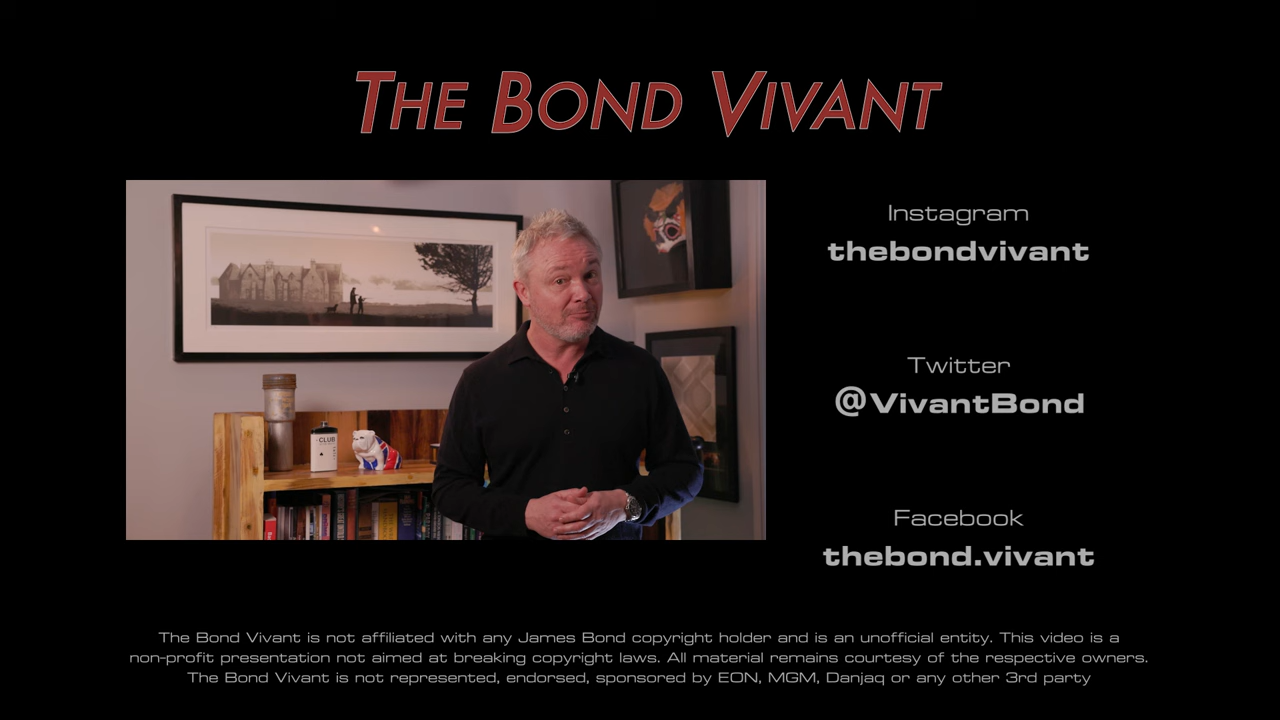 THE BOND VIVANT
Instagram
thebondvivant
CLUB
Twitter
@VivantBond
Facebook
thebond.vivant
The Bond Vivant is not affiliated with any James Bond copyright holder and is an unofficial entity. This video is a
non-profit presentation not aimed at breaking copyright laws. All material remains courtesy of the respective owners.
The Bond Vivant is not represented, endorsed, sponsored by EON, MGM, Danjaq or any other 3rd party